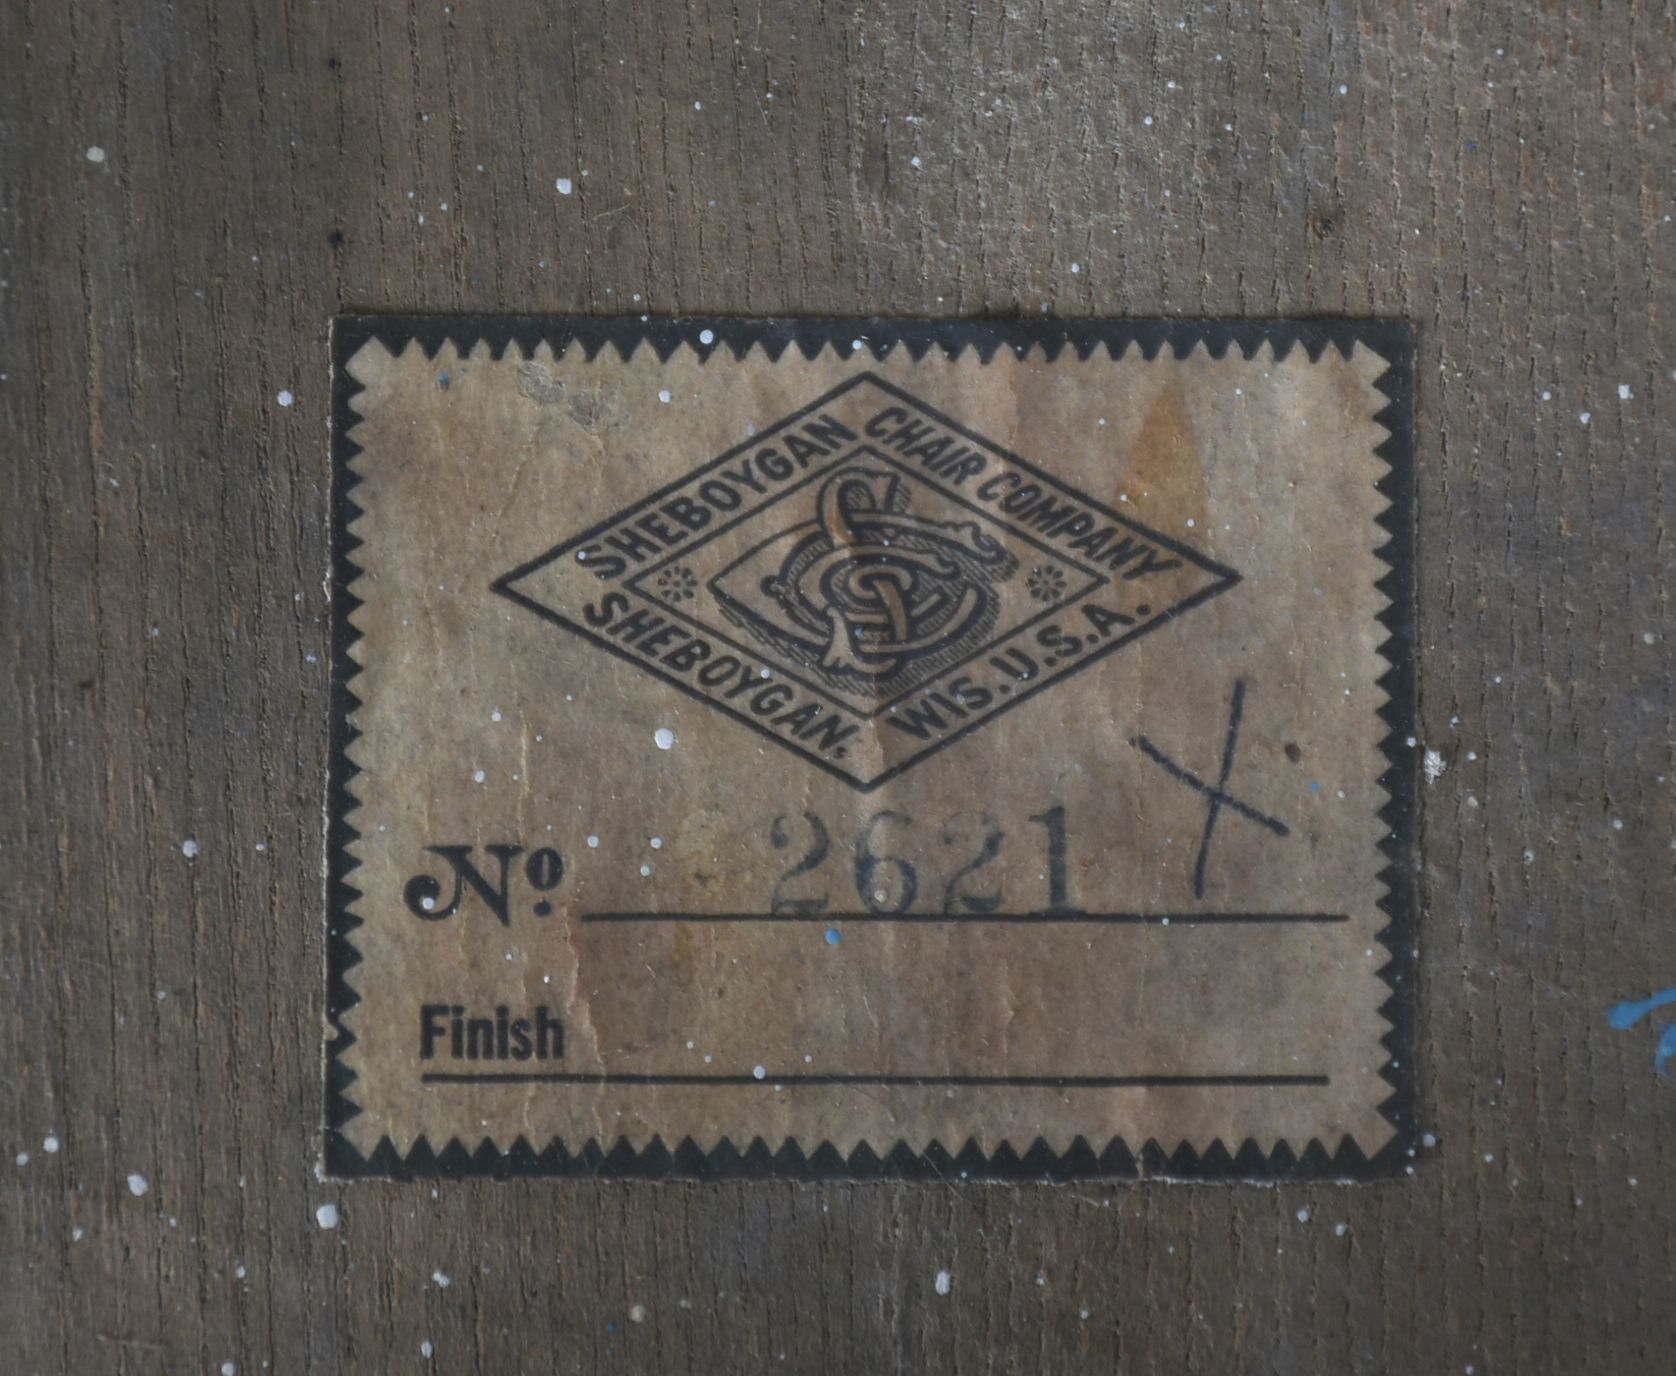 SHEBOYGAN CHAIR COMPANY
SHEBOYGAN, WIS. U.S.A.
No. 2621 X
Finish